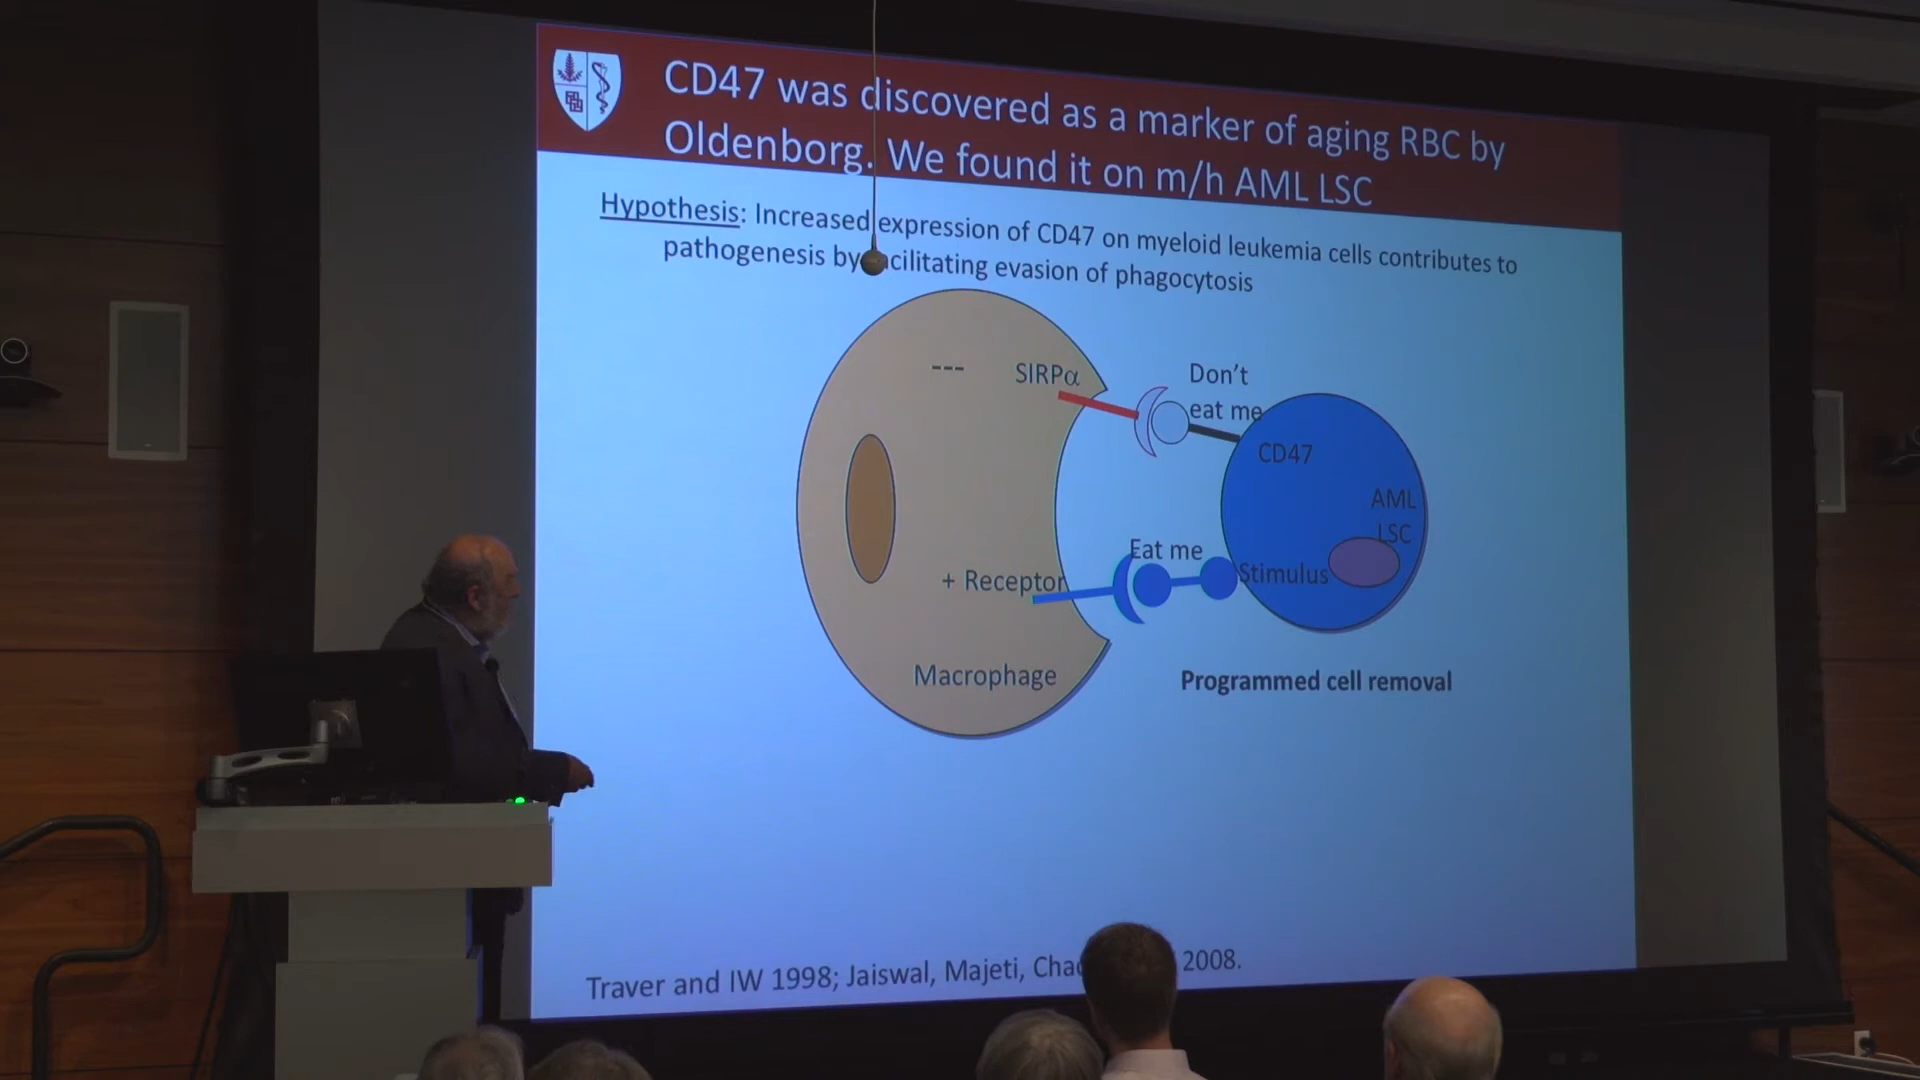 CD47 was discovered as a marker of aging RBC by
Oldenborg. We found it on m/h AML LSC
Hypothesis: Increased expression of CD47 on myeloid leukemia cells contributes to
pathogenesis by facilitating evasion of phagocytosis
---
SIRPα
Don't
eat me
CD47
AML
LSC
Eat me
+ Receptor
Stimulus
Macrophage
Programmed cell removal
Traver and IW 1998; Jaiswal, Majeti, 2008.